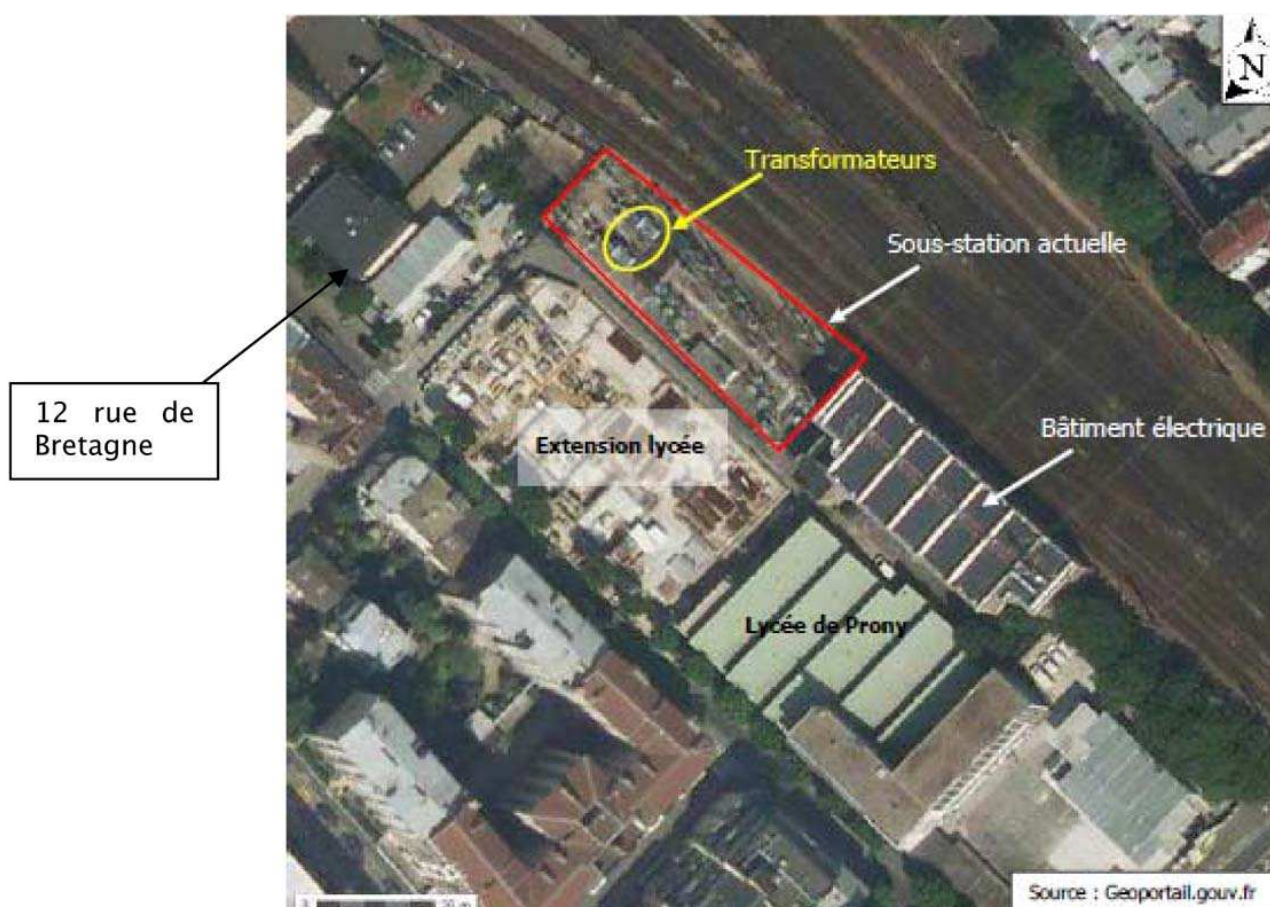 N
Transformateurs
Sous-station actuelle
12 rue de
Bretagne
Bâtiment électrique
Extension lycée
Lycée de Prony
Source : Geoportail.gouv.fr